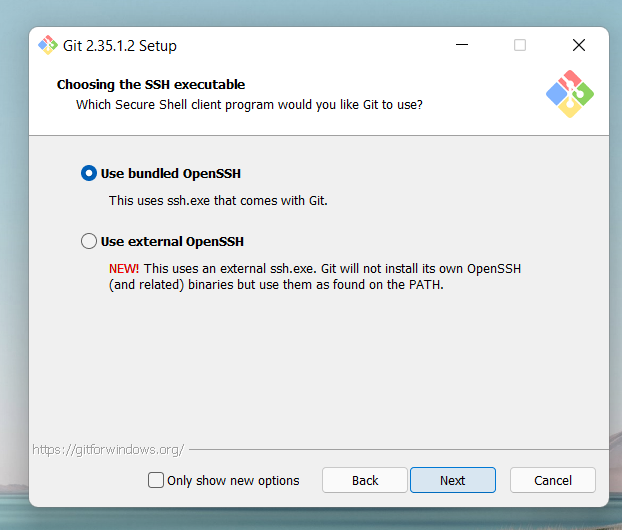 Git 2.35.1.2 Setup
Choosing the SSH executable
Which Secure Shell client program would you like Git to use?
Use bundled OpenSSH
This uses ssh.exe that comes with Git.
Use external OpenSSH
NEW! This uses an external ssh.exe. Git will not install its own OpenSSH
(and related) binaries but use them as found on the PATH.
https://gitforwindows.org/
Only show new options
Back
Next
Cancel